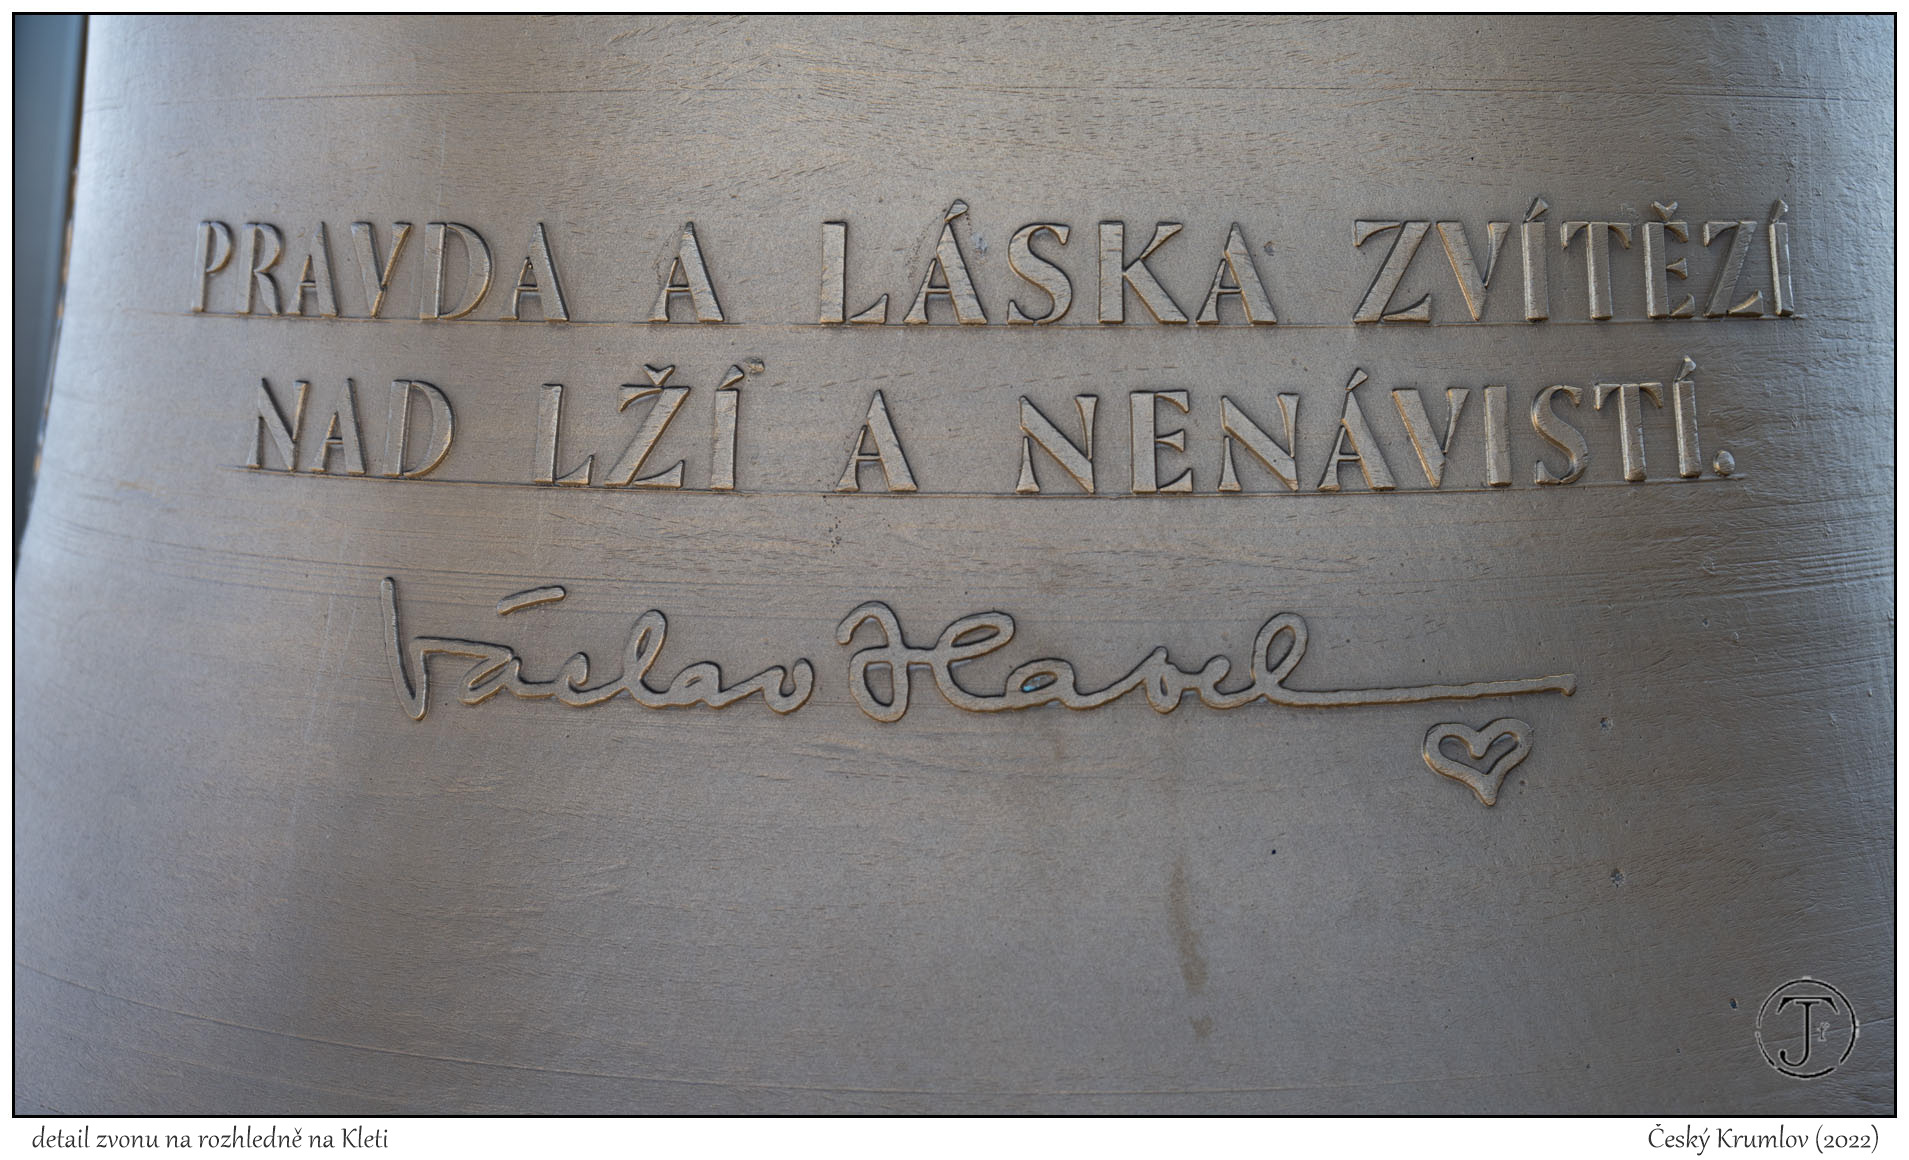 PRAVDA A LÁSKA ZVÍTĚZÍ
NAD LŽÍ A NENÁVISTÍ.
Václav Havel
detail zvonu na rozhledně na Kleti
Český Krumlov (2022)